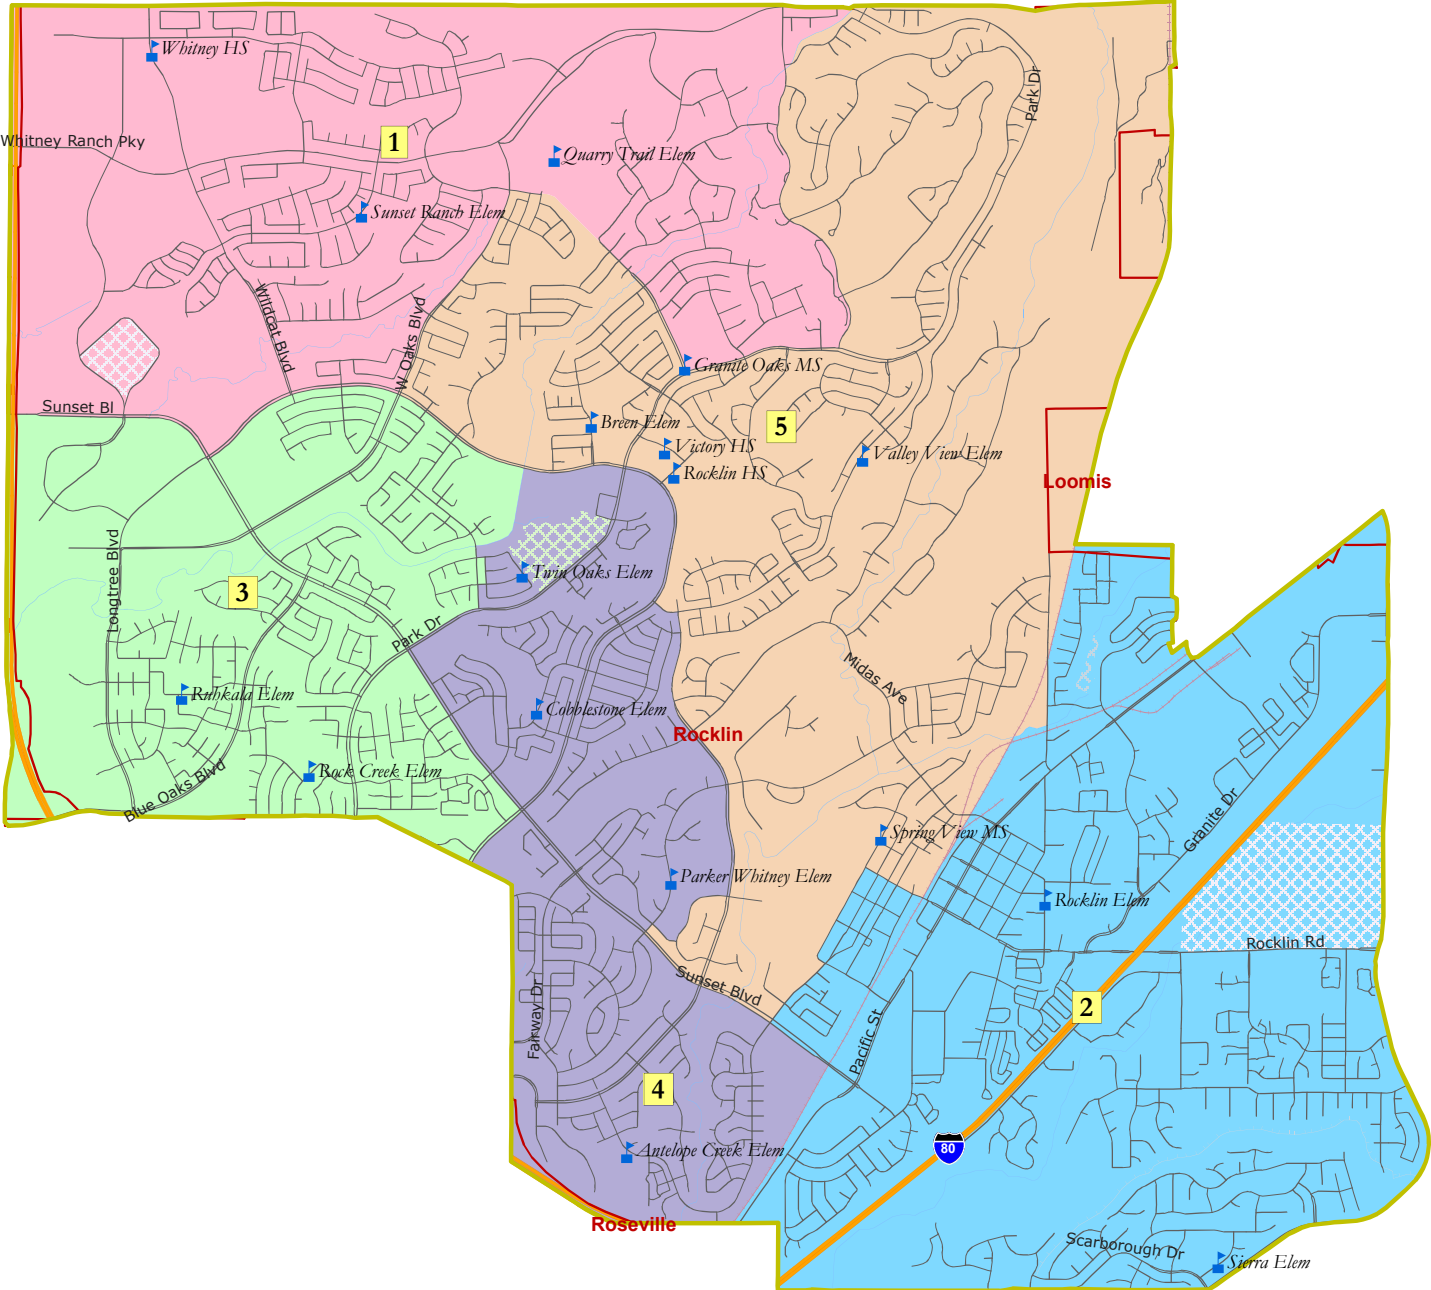 Whitney HS
Whitney Ranch Pky
1
Quarry Trail Elem
Park Dr
Sunset Ranch Elem
Wildcat Blvd
W Oaks Blvd
Granite Oaks MS
Sunset Bl
Breen Elem
5
Victory HS
Valley View Elem
Rocklin HS
Loomis
Longtree Blvd
3
Twin Oaks Elem
Park Dr
Midas Ave
Ruhkala Elem
Cobblestone Elem
Rocklin
Rock Creek Elem
Blue Oaks Blvd
Granite Dr
Spring View MS
Parker Whitney Elem
Rocklin Elem
Rocklin Rd
Sunset Blvd
Fairway Dr
2
Pacific St
4
80
Antelope Creek Elem
Roseville
Scarborough Dr
Sierra Elem